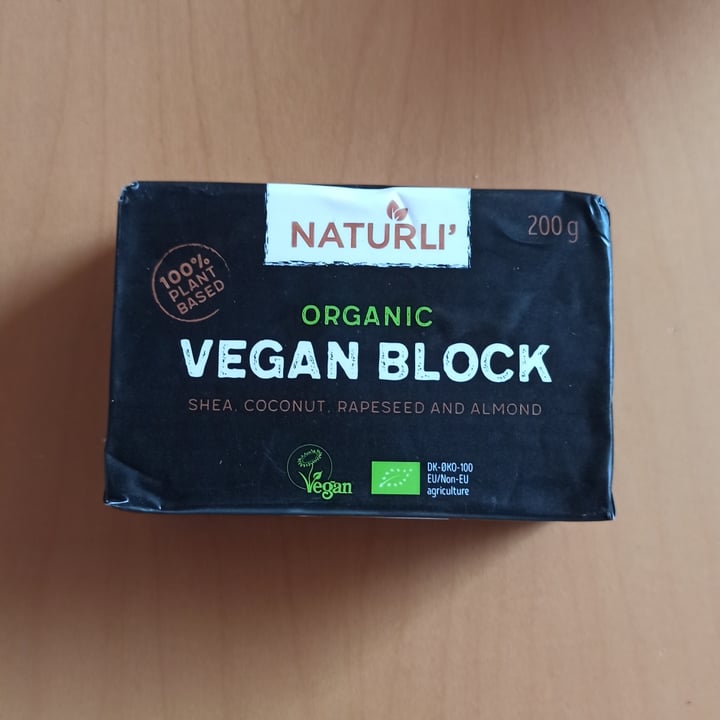 NATURLI'
200 g
100%
PLANT
BASED
ORGANIC
VEGAN BLOCK
SHEA, COCONUT, RAPESEED AND ALMOND
Vegan
DK-ØKO-100
EU/Non-EU
agriculture